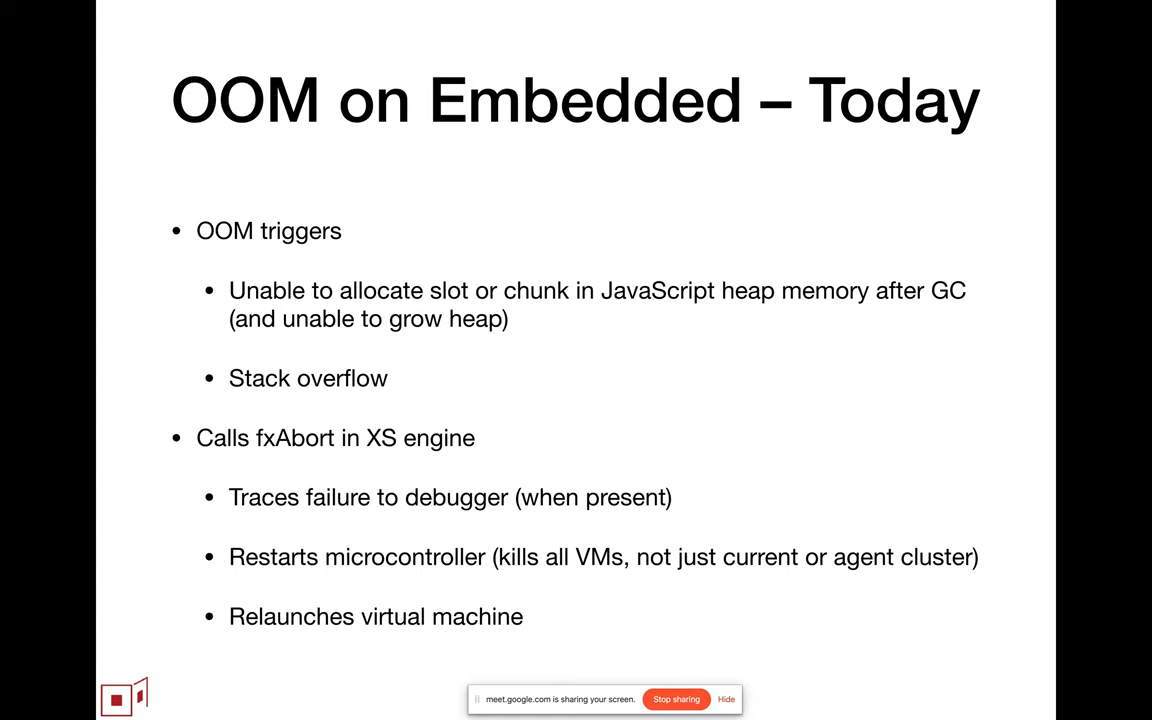 OOM on Embedded – Today
• OOM triggers
• Unable to allocate slot or chunk in JavaScript heap memory after GC
(and unable to grow heap)
• Stack overflow
• Calls fxAbort in XS engine
• Traces failure to debugger (when present)
• Restarts microcontroller (kills all VMs, not just current or agent cluster)
• Relaunches virtual machine
meet.google.com is sharing your screen. Stop sharing Hide